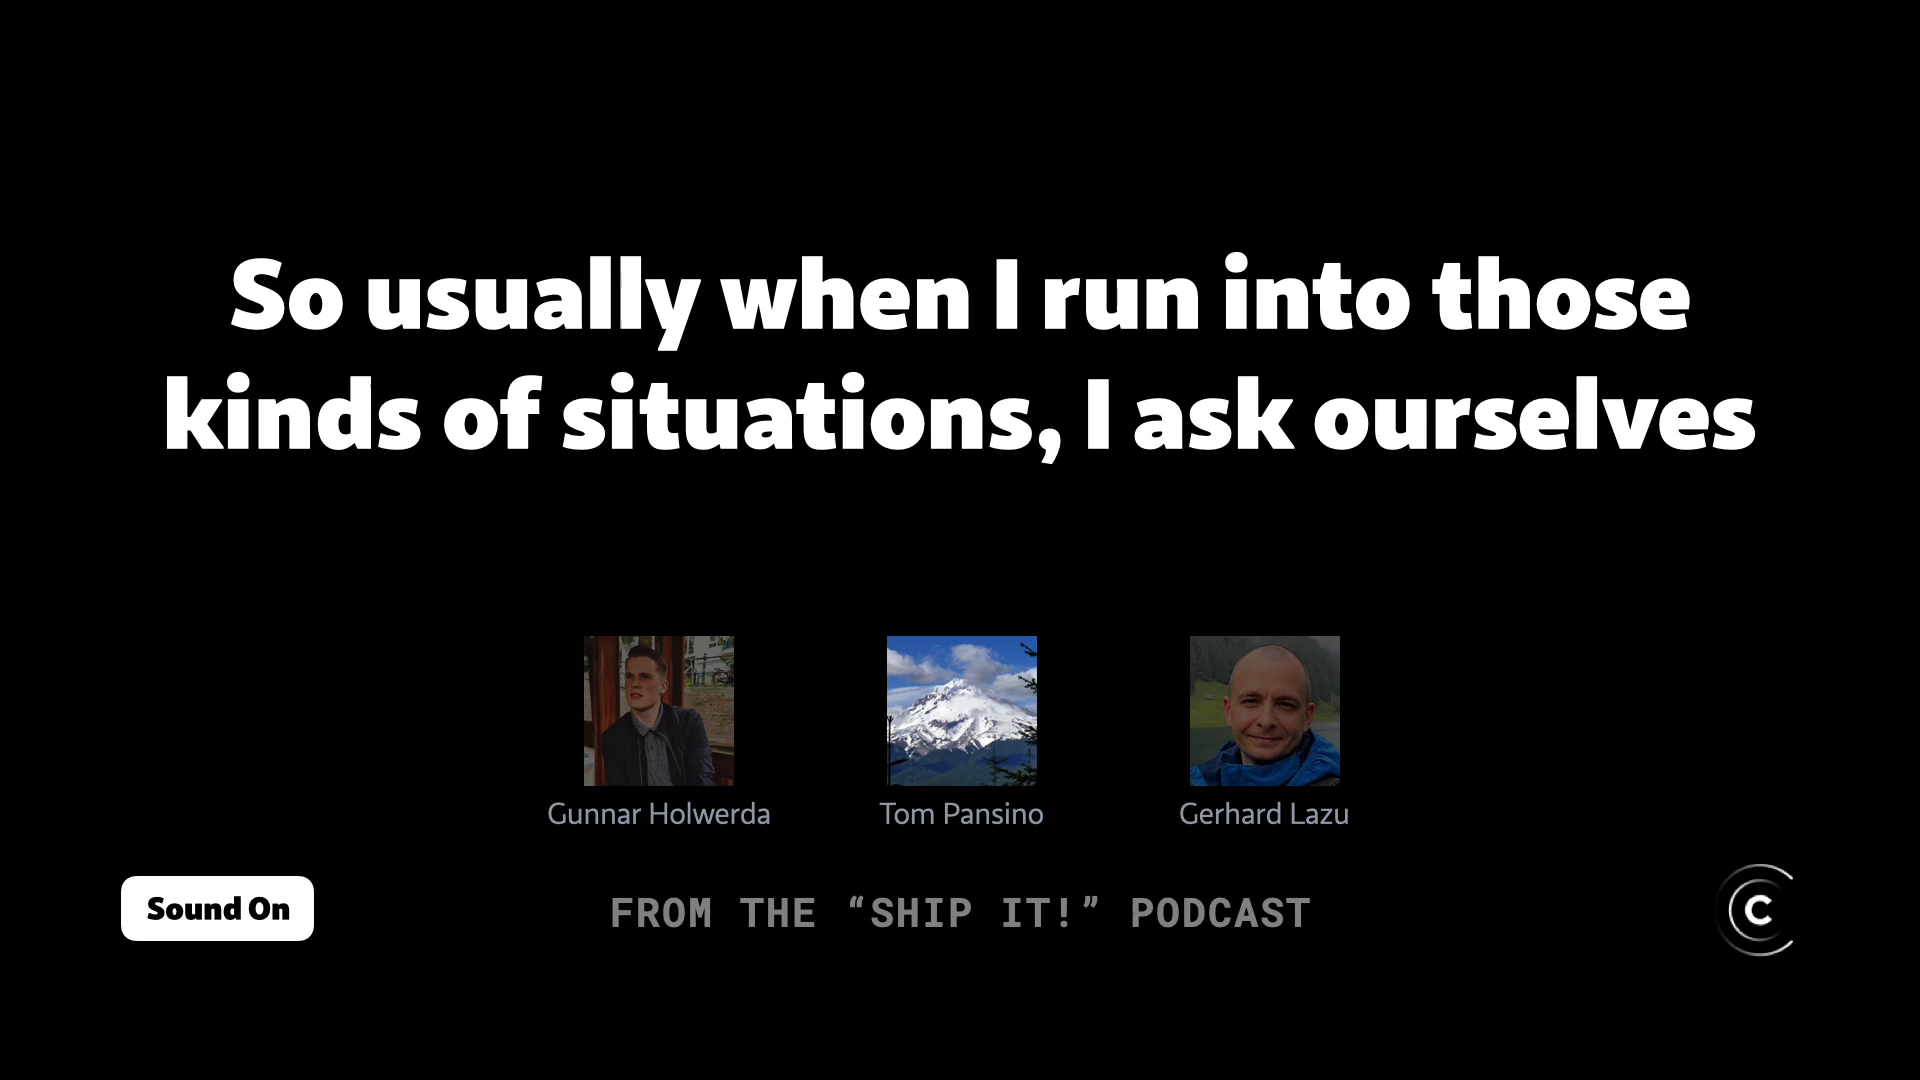 So usually when I run into those
kinds of situations, I ask ourselves
Gunnar Holwerda
Tom Pansino
Gerhard Lazu
Sound On
FROM THE “SHIP IT!” PODCAST
C